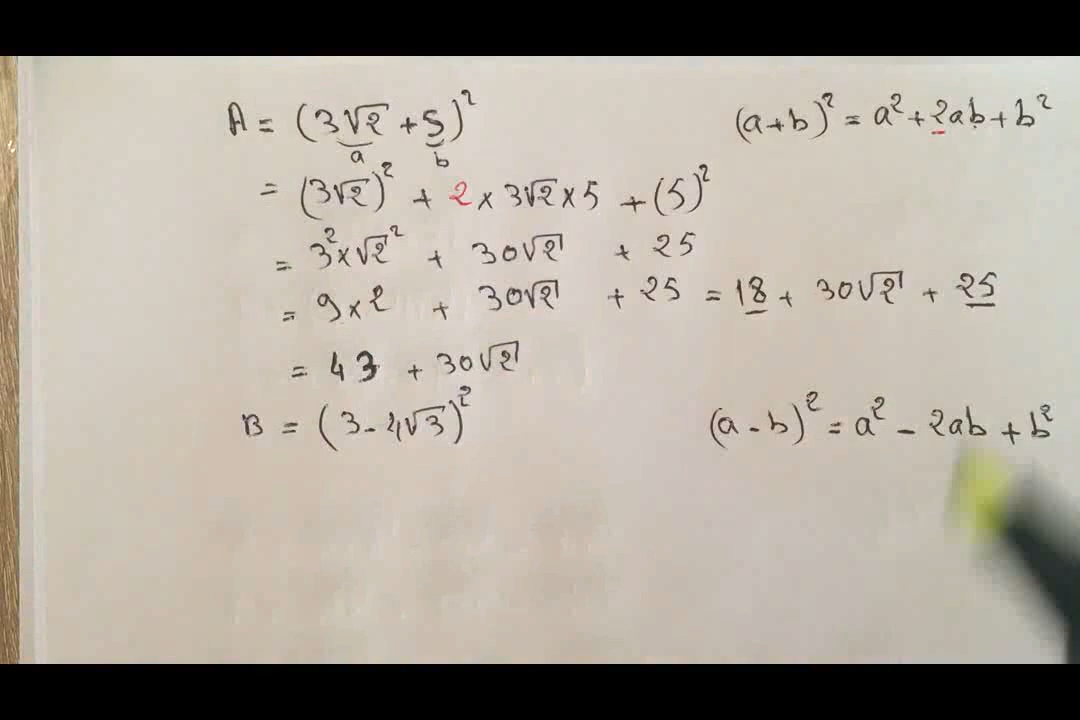 A = (3√2 + 5)² (a+b)² = a² + 2ab + b²
a b
= (3√2)² + 2 × 3√2 × 5 + (5)²
= 3² × √2² + 30√2 + 25
= 9 × 2 + 30√2 + 25 = 18 + 30√2 + 25
= 43 + 30√2
B = (3 - 4√3)² (a - b)² = a² - 2ab + b²